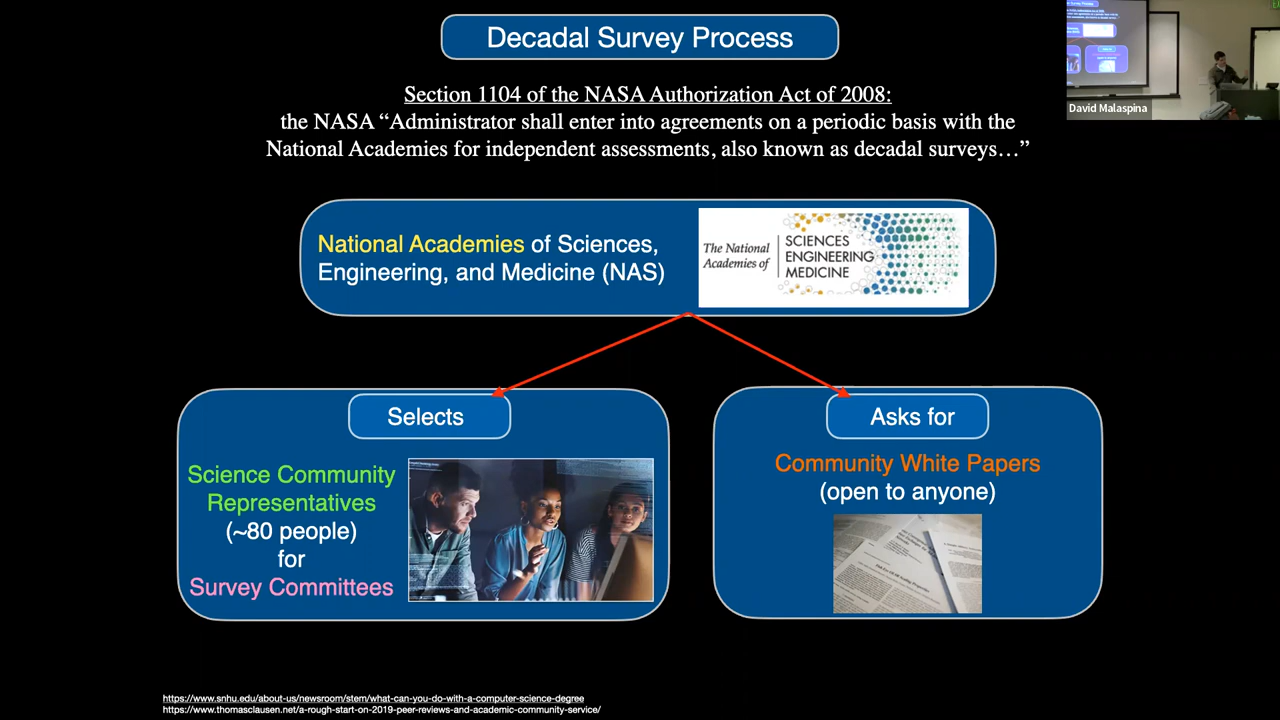 Decadal Survey Process
David Malaspina
Section 1104 of the NASA Authorization Act of 2008:
the NASA “Administrator shall enter into agreements on a periodic basis with the
National Academies for independent assessments, also known as decadal surveys…”
National Academies of Sciences,
Engineering, and Medicine (NAS)
The National
Academies of
SCIENCES
ENGINEERING
MEDICINE
Selects
Science Community
Representatives
(~80 people)
for
Survey Committees
Asks for
Community White Papers
(open to anyone)
https://www.snhu.edu/about-us/newsroom/stem/what-can-you-do-with-a-computer-science-degree
https://www.thomasclausen.net/a-rough-start-on-2019-peer-reviews-and-academic-community-service/